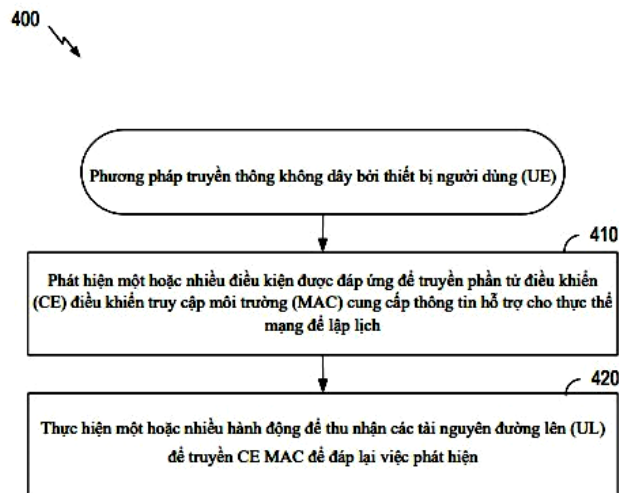 400
Phương pháp truyền thông không dây bởi thiết bị người dùng (UE)
410
Phát hiện một hoặc nhiều điều kiện được đáp ứng để truyền phần tử điều khiển
(CE) điều khiển truy cập môi trường (MAC) cung cấp thông tin hỗ trợ cho thực thể
mạng để lập lịch
420
Thực hiện một hoặc nhiều hành động để thu nhận các tài nguyên đường lên (UL)
để truyền CE MAC để đáp lại việc phát hiện